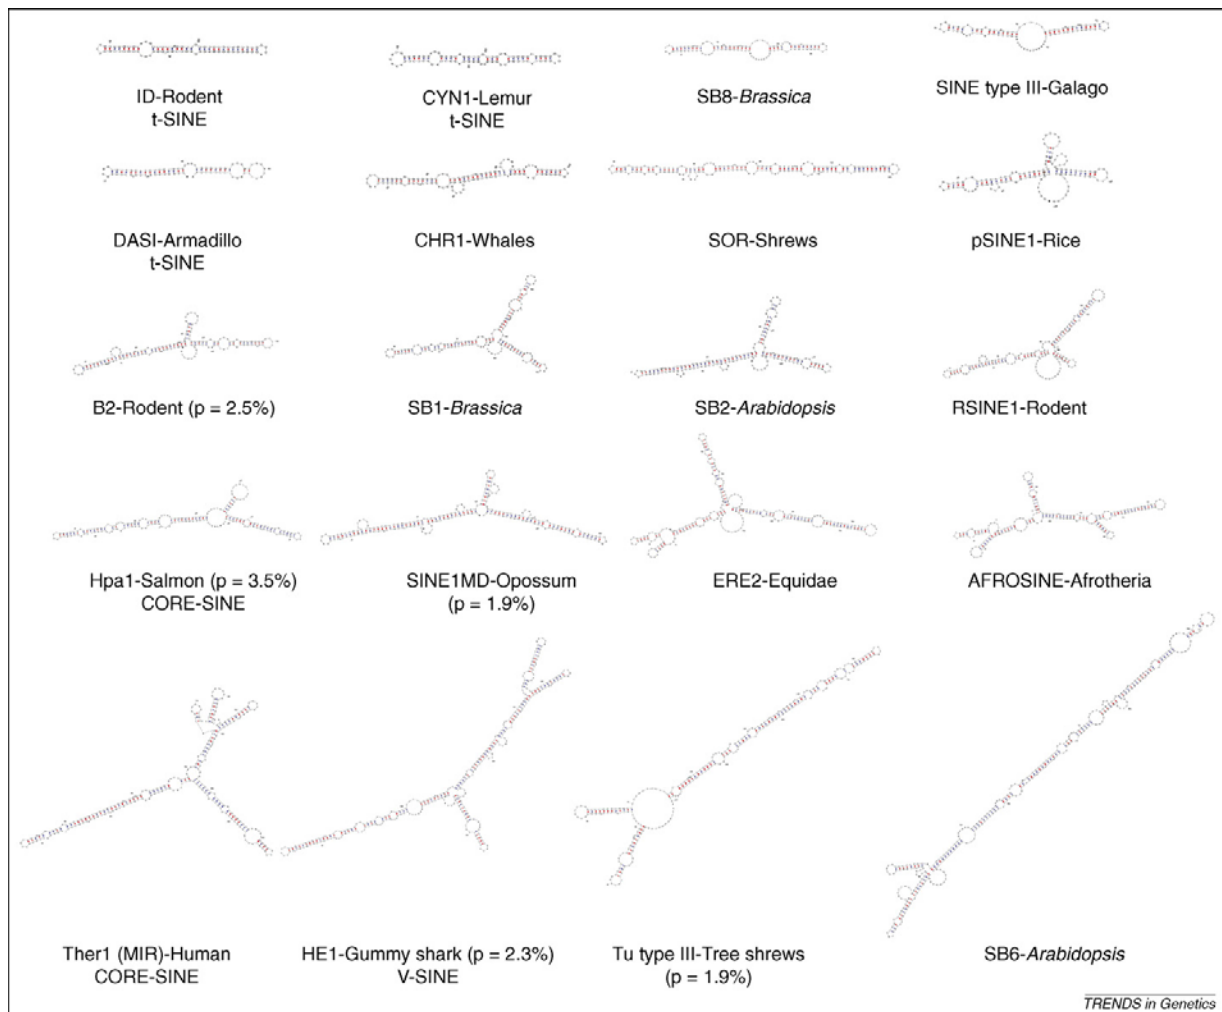 ID-Rodent
t-SINE
CYN1-Lemur
t-SINE
SB8-Brassica
SINE type III-Galago
DASI-Armadillo
t-SINE
CHR1-Whales
SOR-Shrews
pSINE1-Rice
B2-Rodent (p = 2.5%)
SB1-Brassica
SB2-Arabidopsis
RSINE1-Rodent
Hpa1-Salmon (p = 3.5%)
CORE-SINE
SINE1MD-Opossum
(p = 1.9%)
ERE2-Equidae
AFROSINE-Afrotheria
Ther1 (MIR)-Human
CORE-SINE
HE1-Gummy shark (p = 2.3%)
V-SINE
Tu type III-Tree shrews
(p = 1.9%)
SB6-Arabidopsis
TRENDS in Genetics